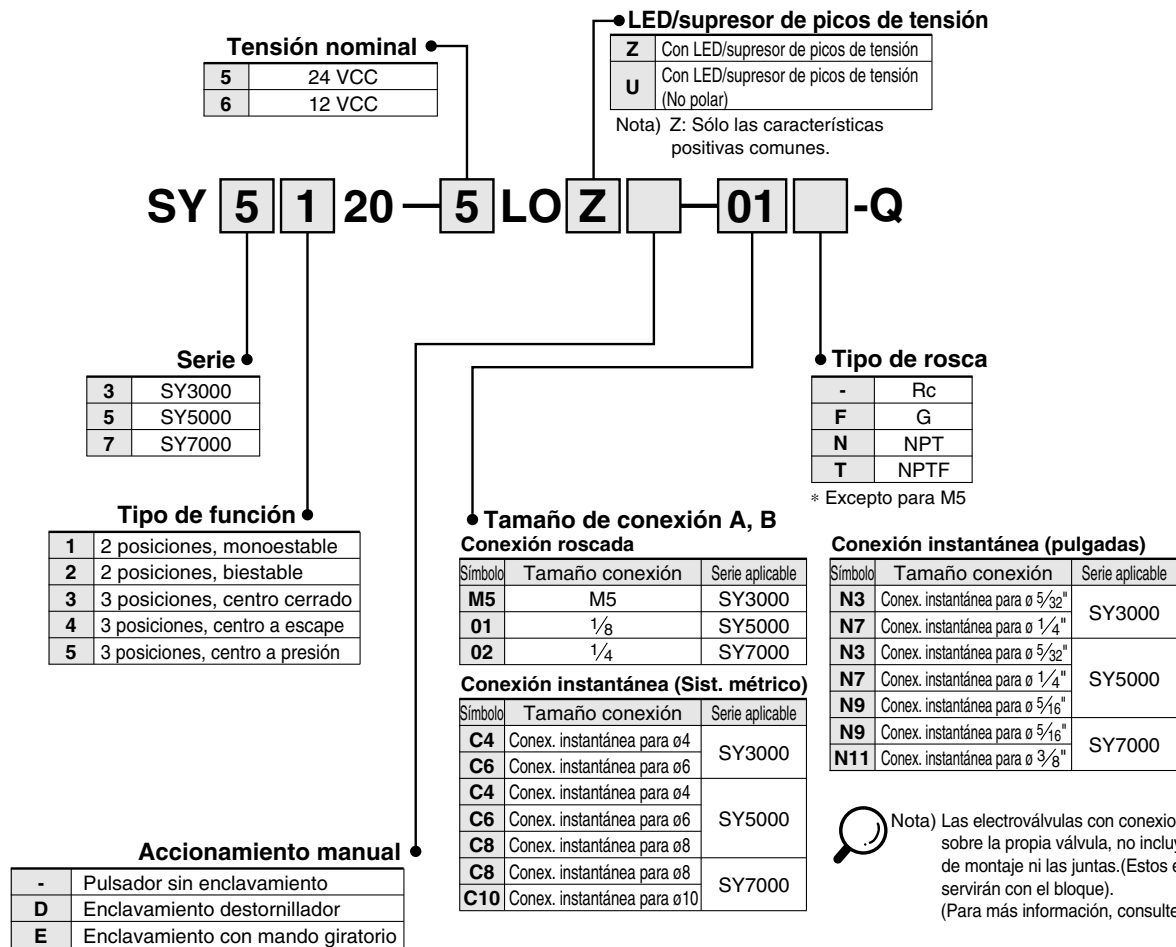 LED/supresor de picos de tensión
Z Con LED/supresor de picos de tensión
U Con LED/supresor de picos de tensión
(No polar)
Nota) Z: Sólo las características
positivas comunes.
Tensión nominal
5 24 VCC
6 12 VCC
SY 5 1 20 — 5 LO Z — 01 -Q
Serie
3 SY3000
5 SY5000
7 SY7000
Tipo de rosca
- Rc
F G
N NPT
T NPTF
* Excepto para M5
Tipo de función
1 2 posiciones, monoestable
2 2 posiciones, biestable
3 3 posiciones, centro cerrado
4 3 posiciones, centro a escape
5 3 posiciones, centro a presión
Tamaño de conexión A, B
Conexión roscada
Símbolo Tamaño conexión Serie aplicable
M5 M5 SY3000
01 1/8 SY5000
02 1/4 SY7000
Conexión instantánea (Sist. métrico)
Símbolo Tamaño conexión Serie aplicable
C4 Conex. instantánea para ø4 SY3000
C6 Conex. instantánea para ø6
C4 Conex. instantánea para ø4
C6 Conex. instantánea para ø6 SY5000
C8 Conex. instantánea para ø8
C8 Conex. instantánea para ø8 SY7000
C10 Conex. instantánea para ø10
Conexión instantánea (pulgadas)
Símbolo Tamaño conexión Serie aplicable
N3 Conex. instantánea para ø 5/32" SY3000
N7 Conex. instantánea para ø 1/4"
N3 Conex. instantánea para ø 5/32"
N7 Conex. instantánea para ø 1/4" SY5000
N9 Conex. instantánea para ø 5/16"
N9 Conex. instantánea para ø 5/16" SY7000
N11 Conex. instantánea para ø 3/8"
Nota) Las electroválvulas con
sobre la propia válvula, no
de montaje ni las juntas.(Estos
servirán con el bloque).
(Para más información, consulte
Accionamiento manual
- Pulsador sin enclavamiento
D Enclavamiento destornillador
E Enclavamiento con mando giratorio